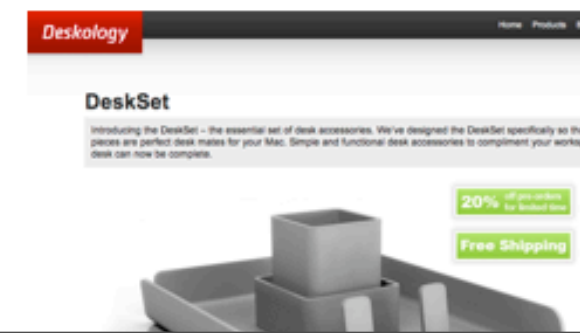 Deskology
Home Products
DeskSet
Introducing the DeskSet – the essential set of desk accessories. We've designed the DeskSet specifically so
pieces are perfect desk mates for your Mac. Simple and functional desk accessories to compliment your
desk can now be complete.
20% off pre orders
for limited time
Free Shipping